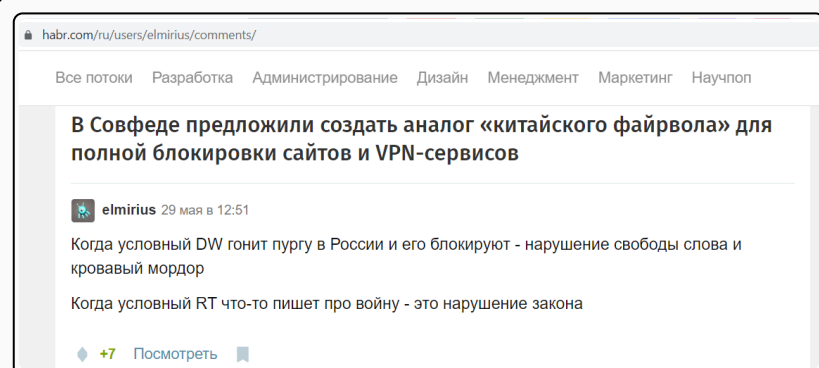 habr.com/ru/users/elmirius/comments/
Все потоки Разработка Администрирование Дизайн Менеджмент Маркетинг Научпоп
В Совфеде предложили создать аналог «китайского файрвола» для
полной блокировки сайтов и VPN-сервисов
elmirius 29 мая в 12:51
Когда условный DW гонит пургу в России и его блокируют - нарушение свободы слова и
кровавый мордор
Когда условный RT что-то пишет про войну - это нарушение закона
+7 Посмотреть